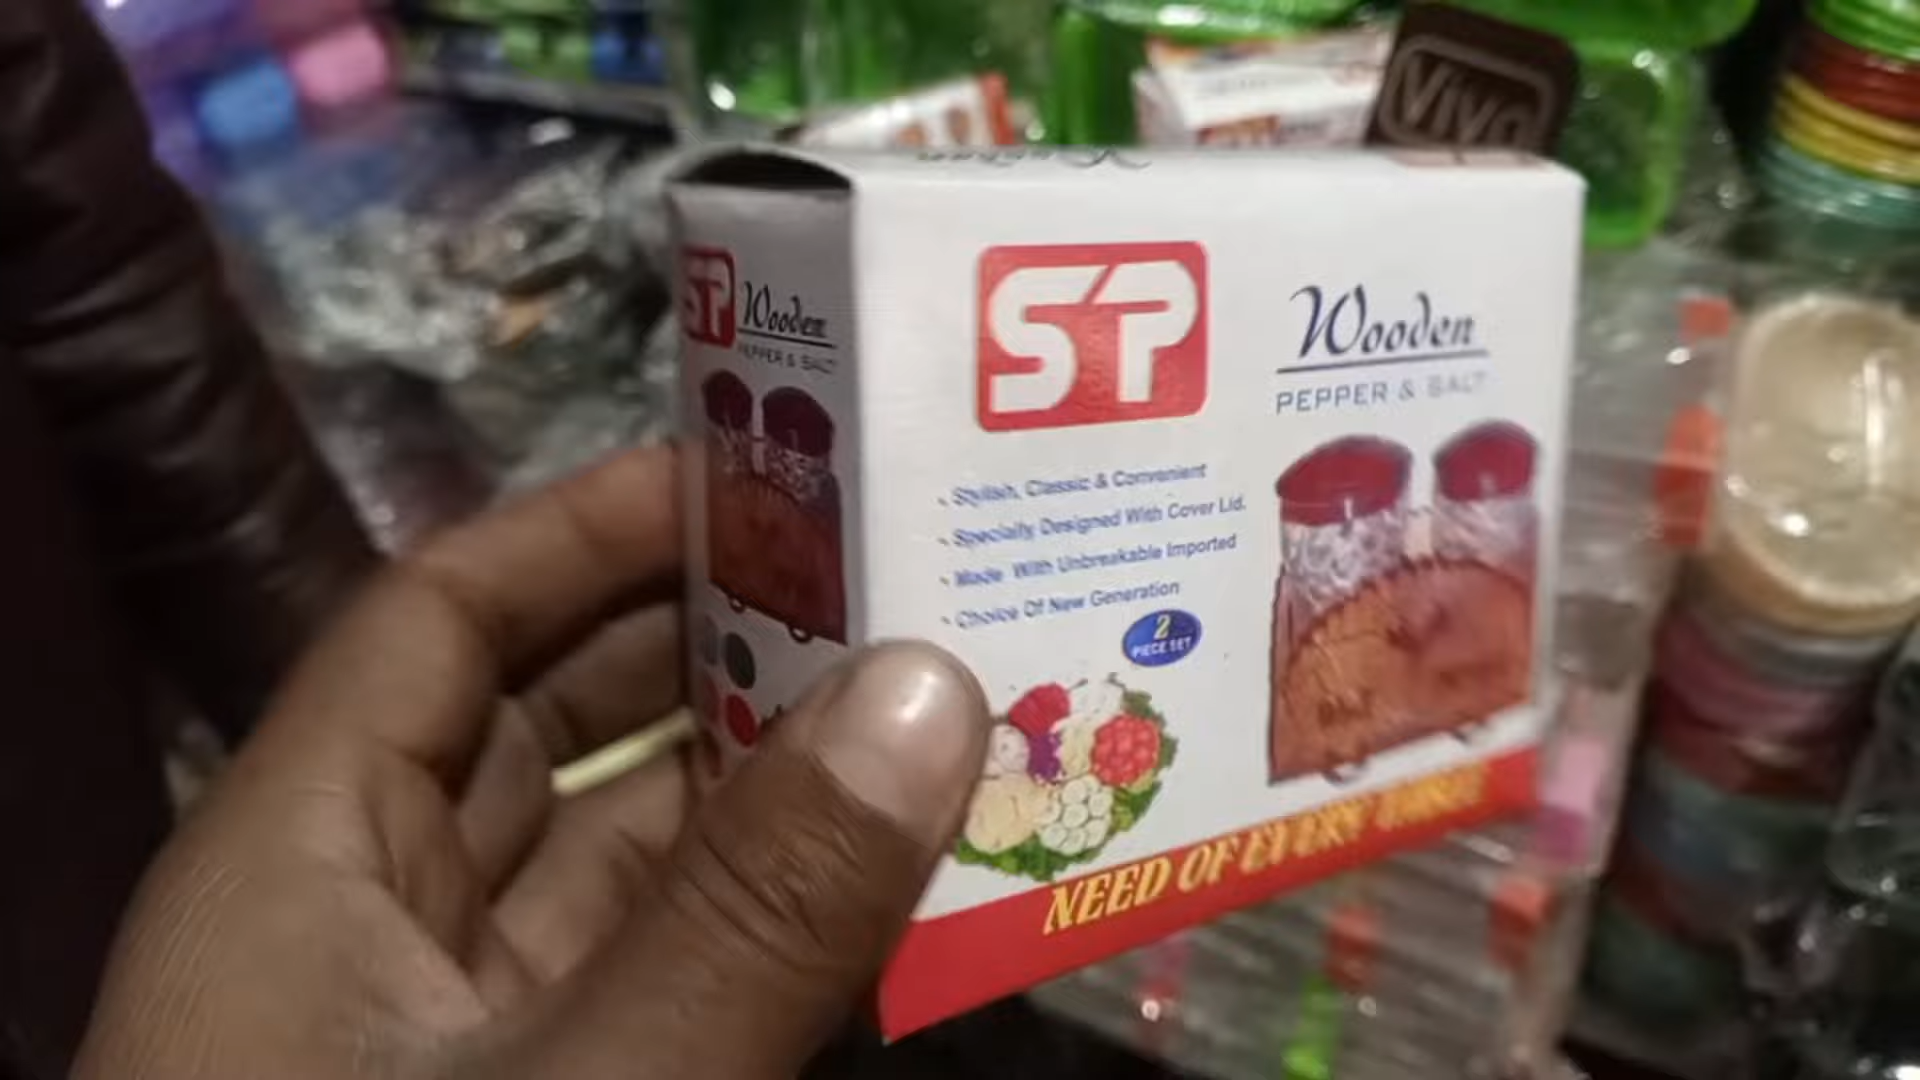 Vivo
SP
Wooden
PEPPER & SALT
SP
Wooden
PEPPER & SALT
Stylish, Classic & Convenient
Specially Designed With Cover Lid.
Made With Unbreakable Imported
Choice Of New Generation
2
PIECE SET
NEED OF EVERY